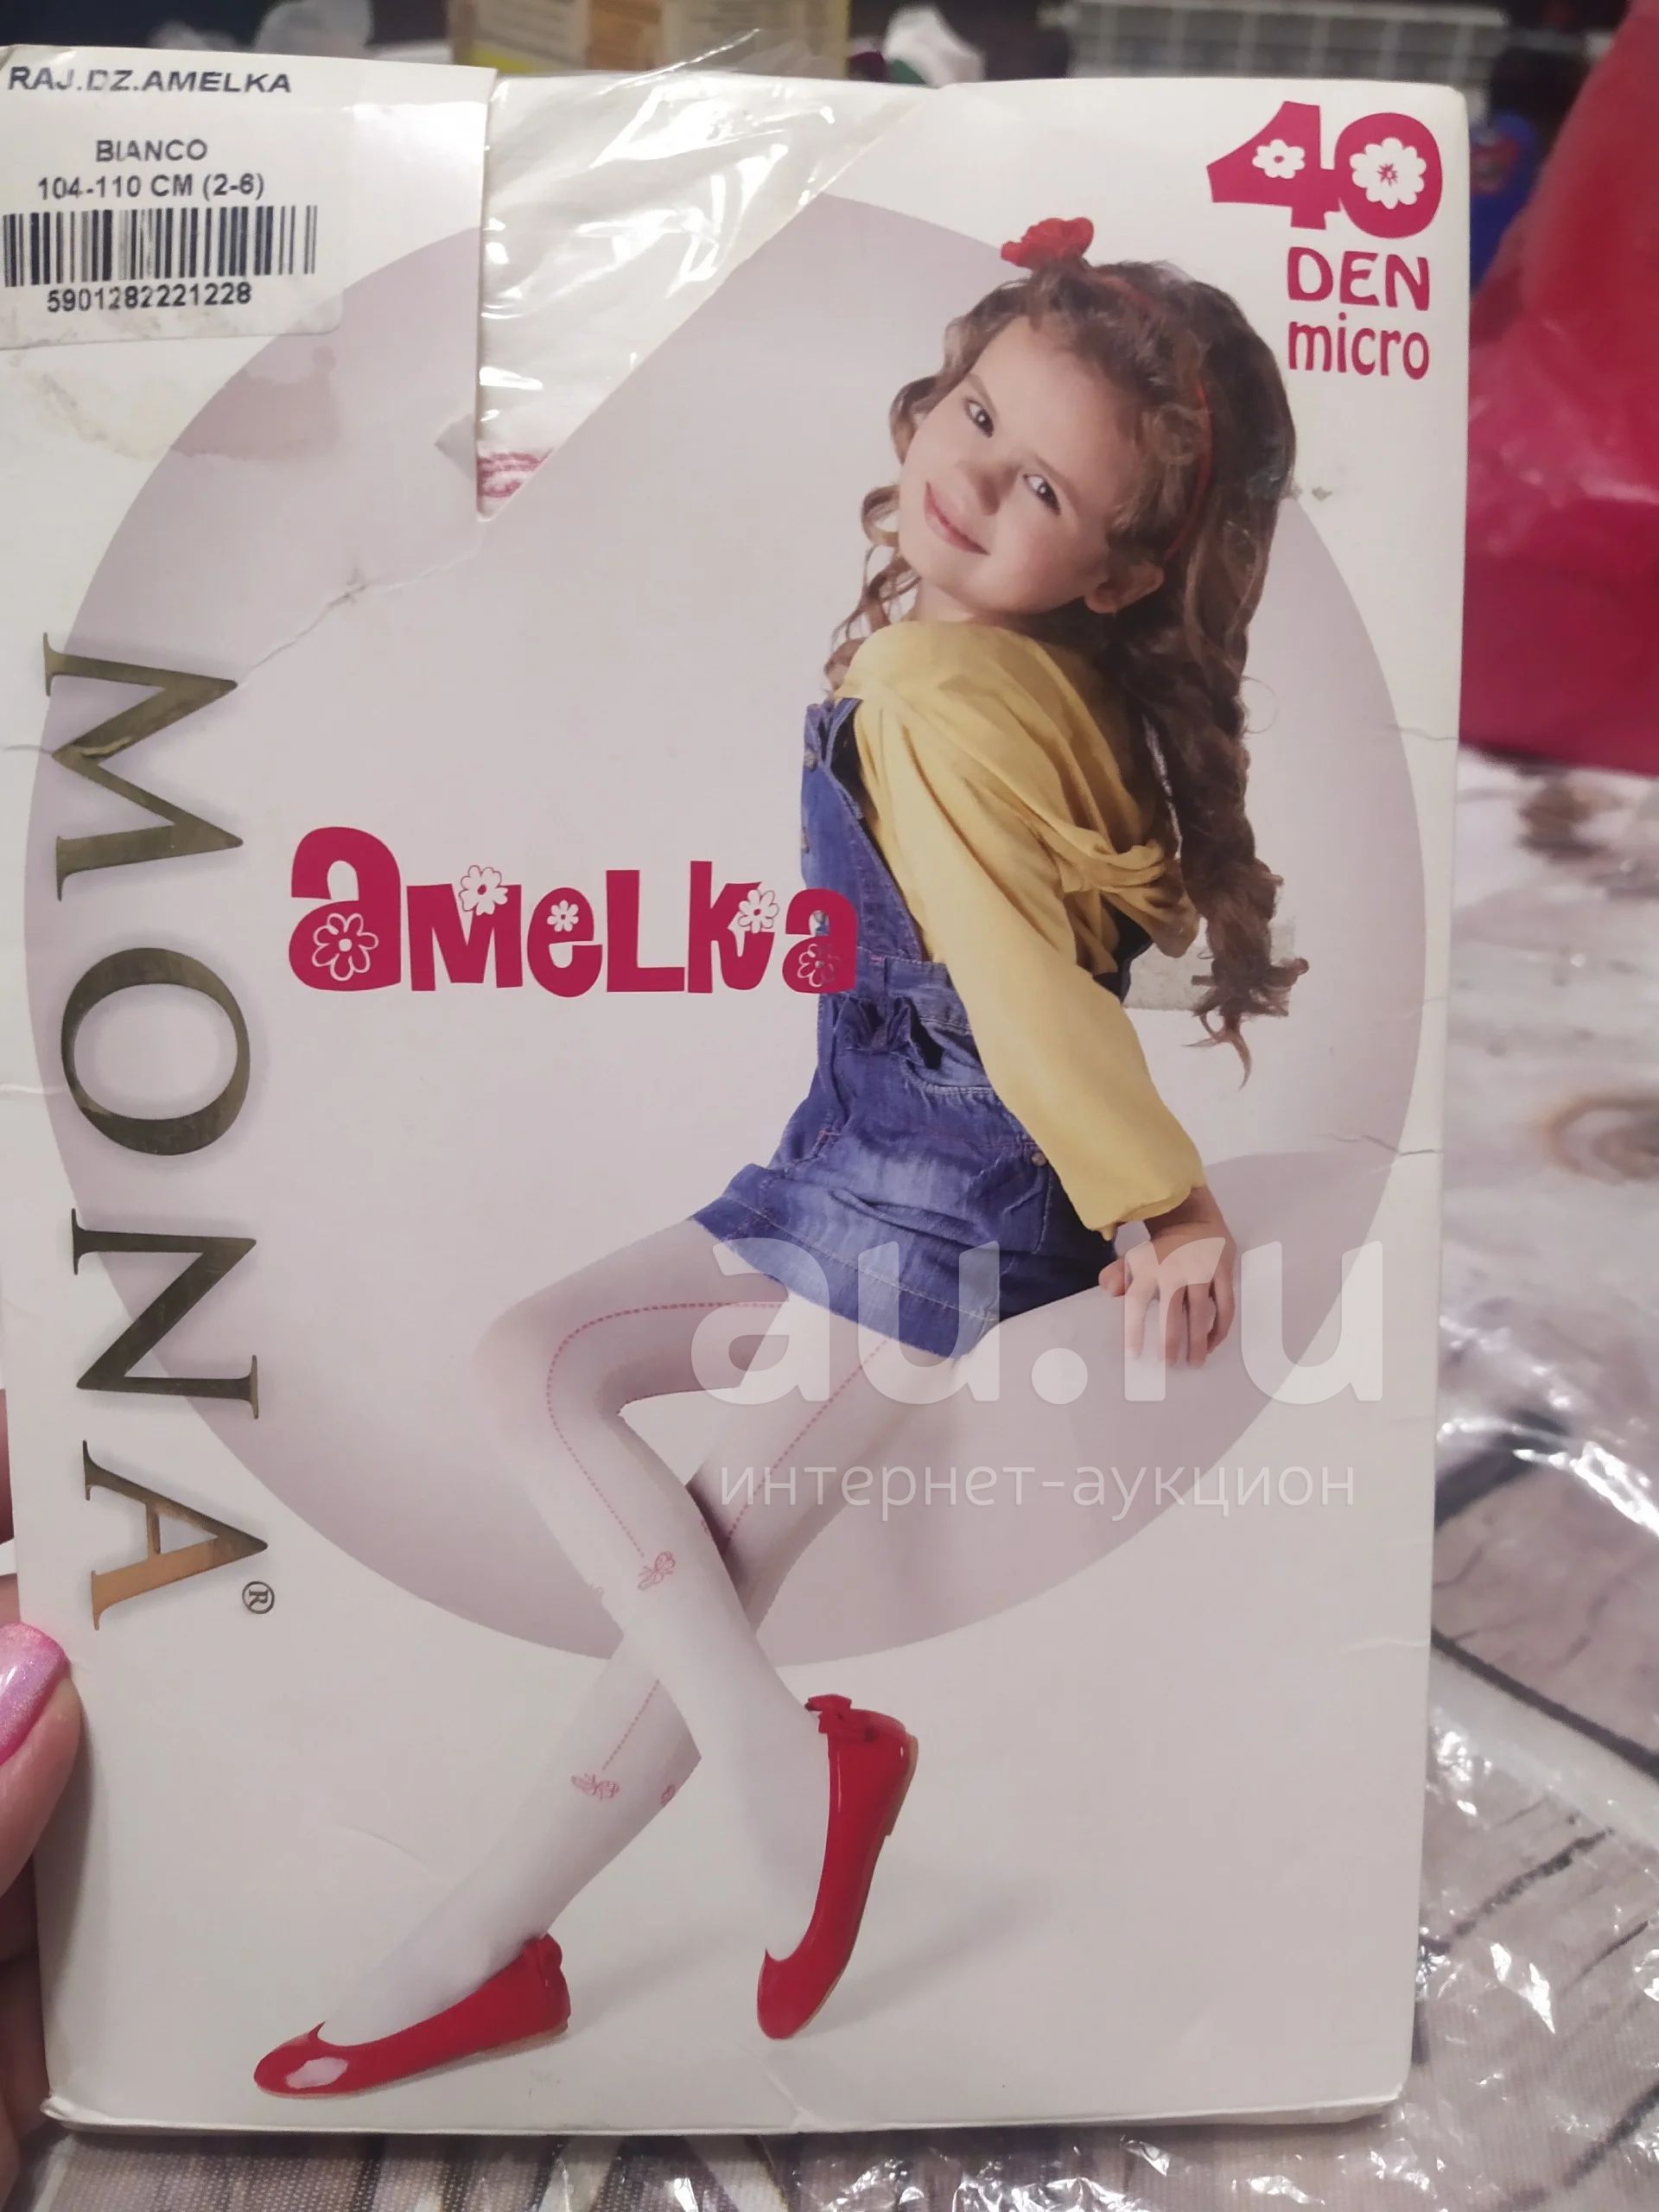 RAJ.DZ.AMELKA
BIANCO
104-110 CM (2-6)
5901282221228
40
DEN
micro
MONA®
amelka
au.ru
интернет-аукцион